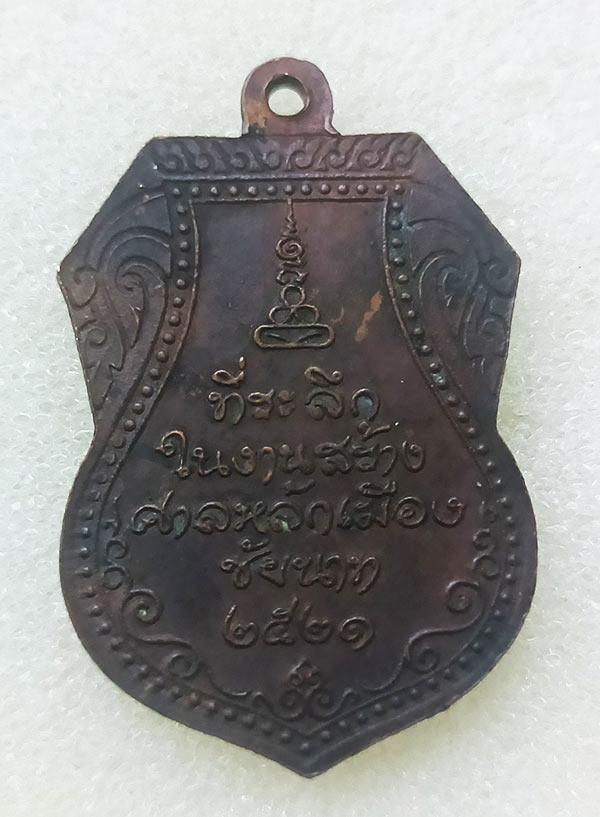 ที่ระลึก
ในงานสร้าง
ศาลหลักเมือง
ชัยนาท
๒๕๒๑